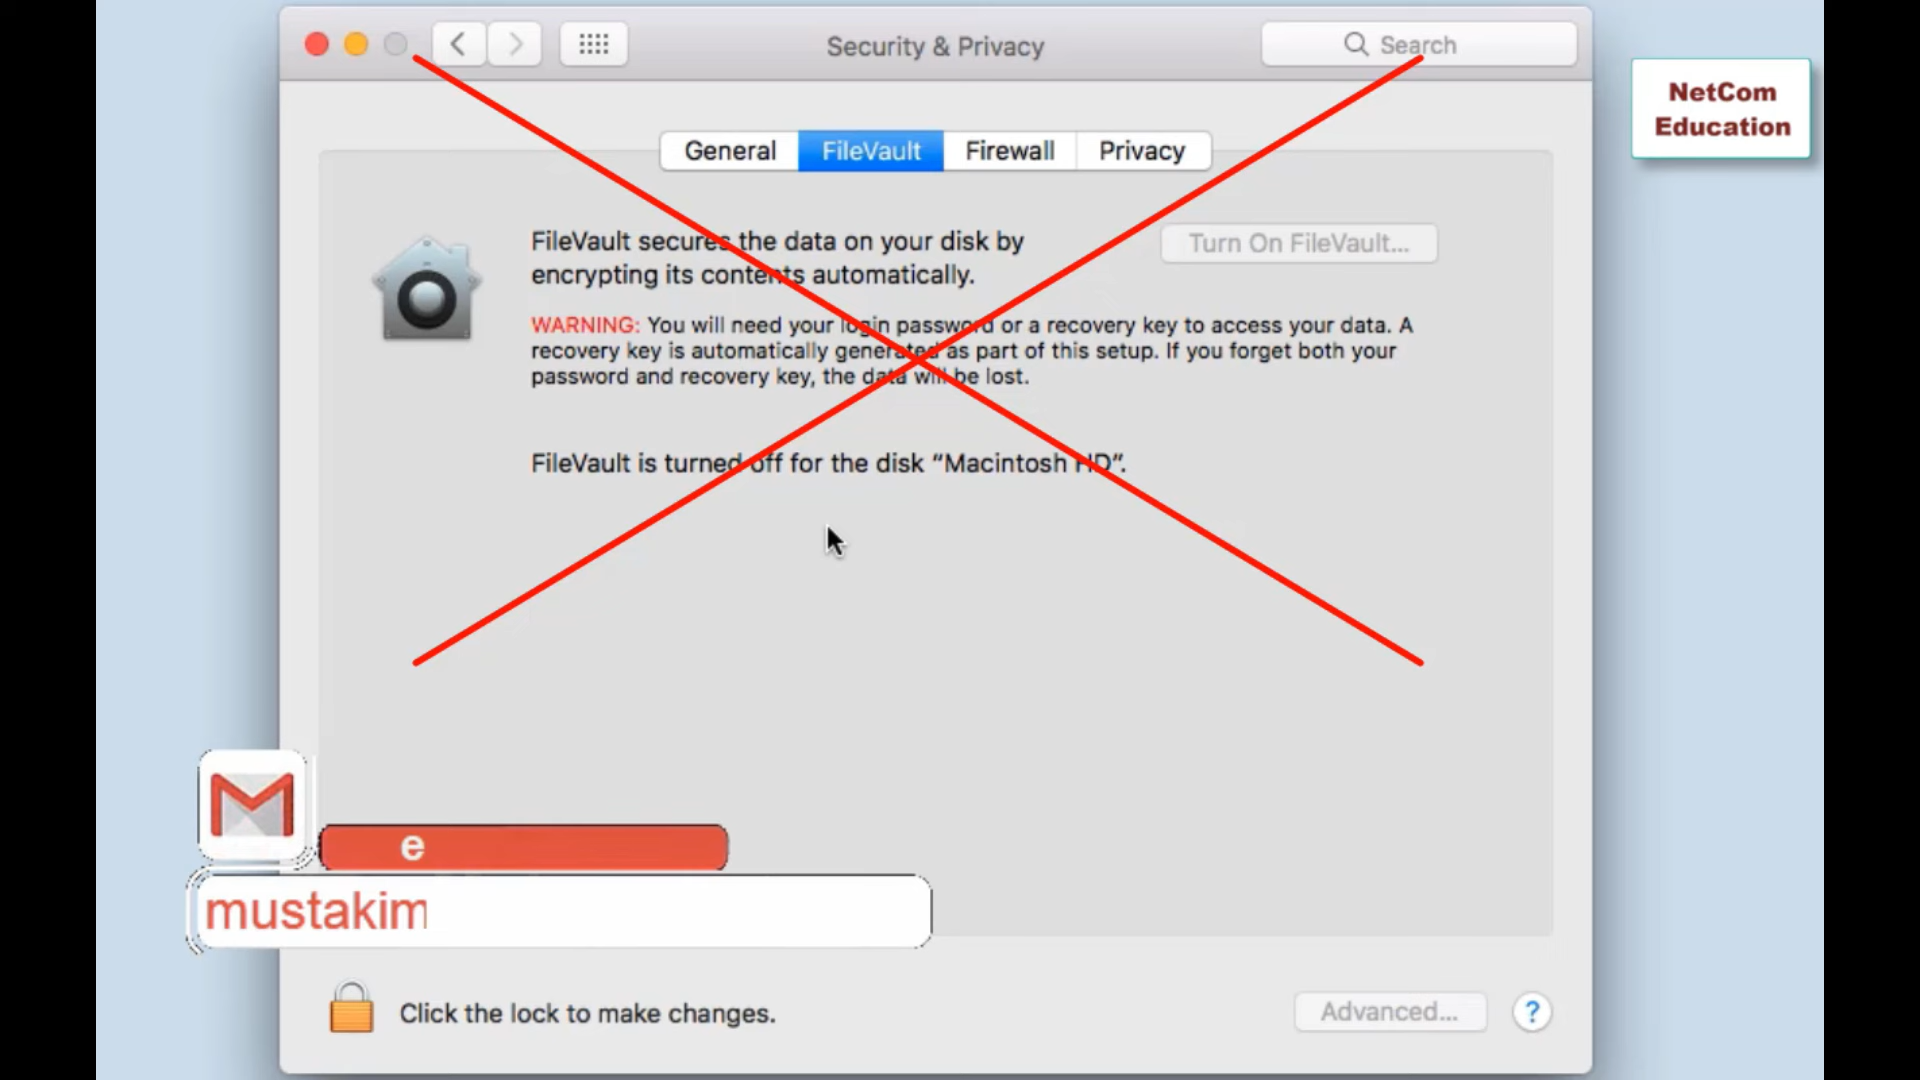 Security & Privacy
Search
NetCom
Education
General
FileVault
Firewall
Privacy
FileVault secures the data on your disk by
encrypting its contents automatically.
Turn On FileVault...
WARNING: You will need your login password or a recovery key to access your data. A
recovery key is automatically generated as part of this setup. If you forget both your
password and recovery key, the data will be lost.
FileVault is turned off for the disk “Macintosh HD”.
e
mustakim
Click the lock to make changes.
Advanced...
?